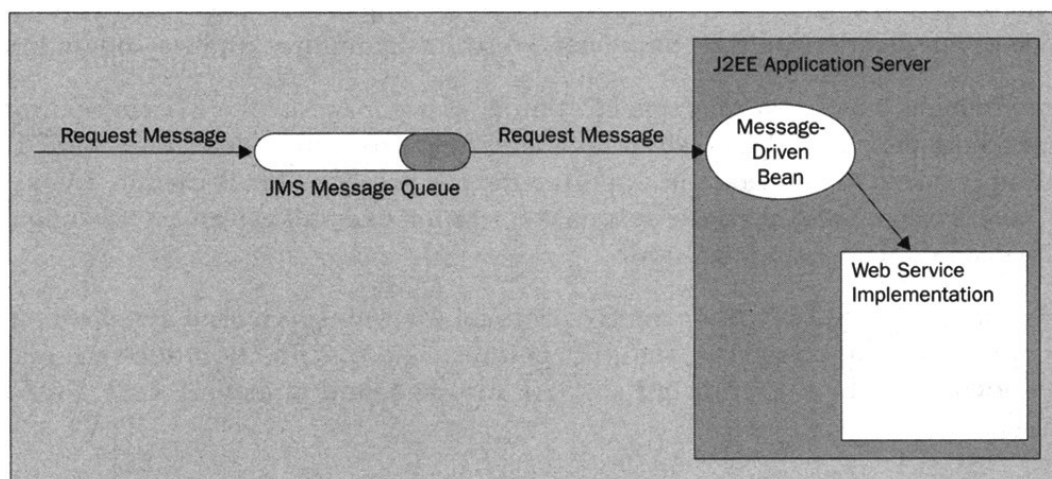 J2EE Application Server
Request Message
Request Message
Message-
Driven
Bean
JMS Message Queue
Web Service
Implementation